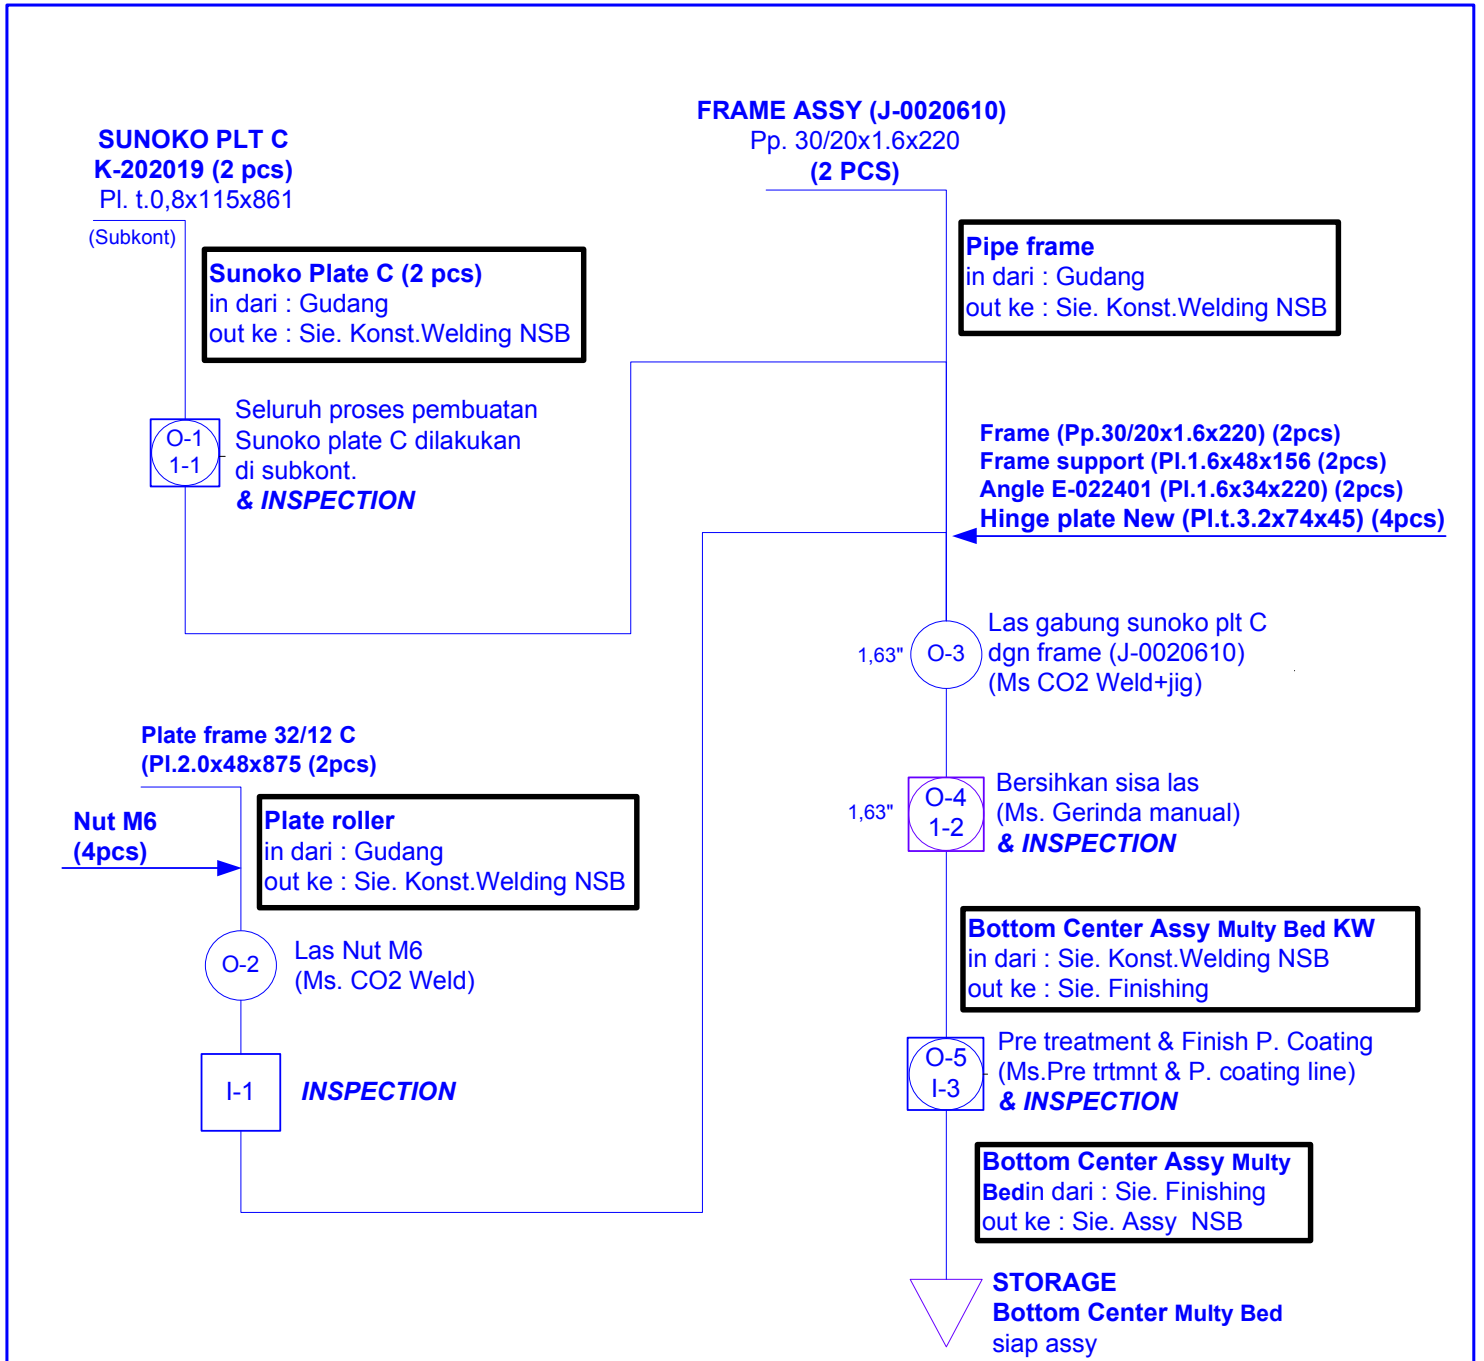 SUNOKO PLT C
K-202019 (2 pcs)
Pl. t.0,8x115x861
(Subkont)
Sunoko Plate C (2 pcs)
in dari : Gudang
out ke : Sie. Konst.Welding NSB
O-1
1-1
Seluruh proses pembuatan
Sunoko plate C dilakukan
di subkont.
& INSPECTION
Plate frame 32/12 C
(Pl.2.0x48x875 (2pcs)
Nut M6
(4pcs)
Plate roller
in dari : Gudang
out ke : Sie. Konst.Welding NSB
O-2
Las Nut M6
(Ms. CO2 Weld)
I-1
INSPECTION
FRAME ASSY (J-0020610)
Pp. 30/20x1.6x220
(2 PCS)
Pipe frame
in dari : Gudang
out ke : Sie. Konst.Welding NSB
Frame (Pp.30/20x1.6x220) (2pcs)
Frame support (Pl.1.6x48x156 (2pcs)
Angle E-022401 (Pl.1.6x34x220) (2pcs)
Hinge plate New (Pl.t.3.2x74x45) (4pcs)
1,63"
O-3
Las gabung sunoko plt C
dgn frame (J-0020610)
(Ms CO2 Weld+jig)
1,63"
O-4
1-2
Bersihkan sisa las
(Ms. Gerinda manual)
& INSPECTION
Bottom Center Assy Multy Bed KW
in dari : Sie. Konst.Welding NSB
out ke : Sie. Finishing
O-5
I-3
Pre treatment & Finish P. Coating
(Ms.Pre trtmnt & P. coating line)
& INSPECTION
Bottom Center Assy Multy
Bedin dari : Sie. Finishing
out ke : Sie. Assy  NSB
STORAGE
Bottom Center Multy Bed
siap assy